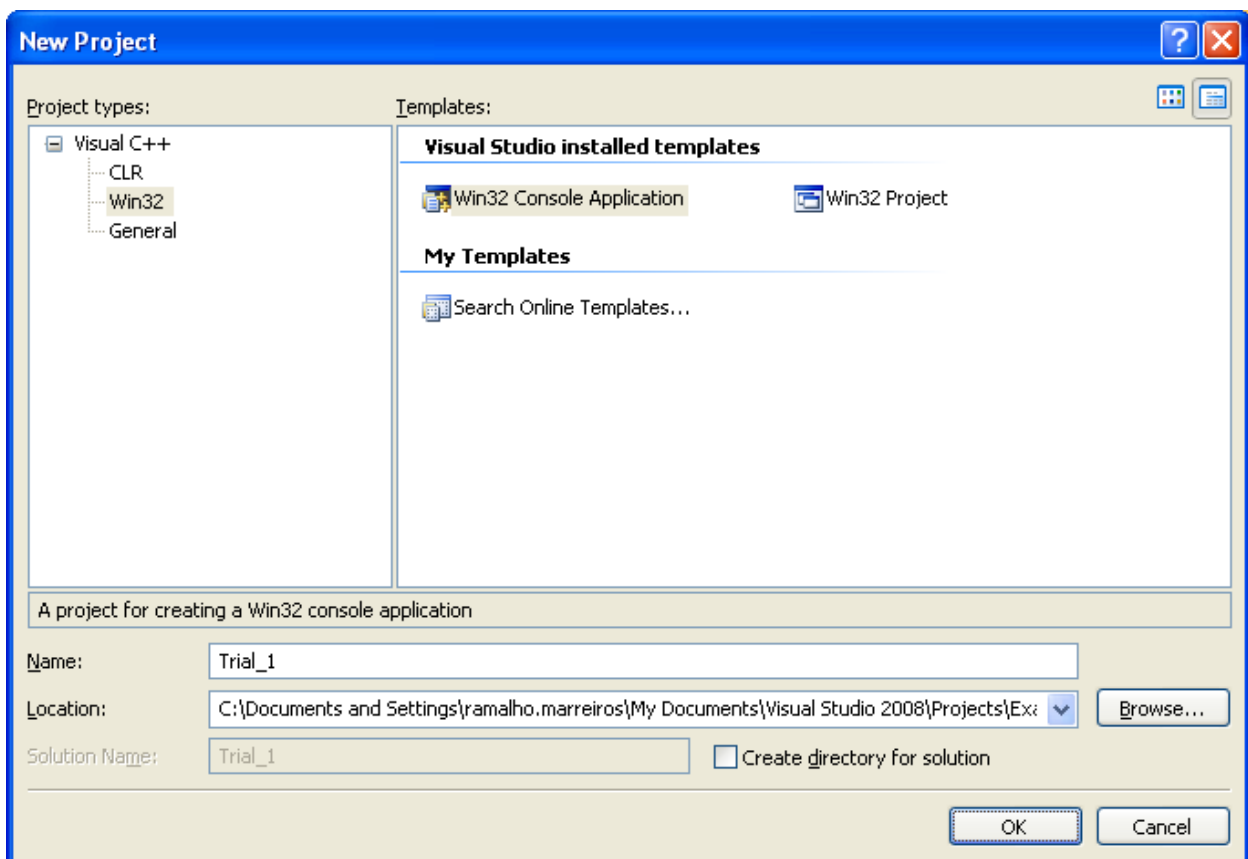 New Project
Project types:
Templates:
Visual C++
CLR
Win32
General
Visual Studio installed templates
Win32 Console Application
Win32 Project
My Templates
Search Online Templates...
A project for creating a Win32 console application
Name:
Trial_1
Location:
C:\Documents and Settings\ramalho.marreiros\My Documents\Visual Studio 2008\Projects\Exa
Browse...
Solution Name:
Trial_1
Create directory for solution
OK
Cancel